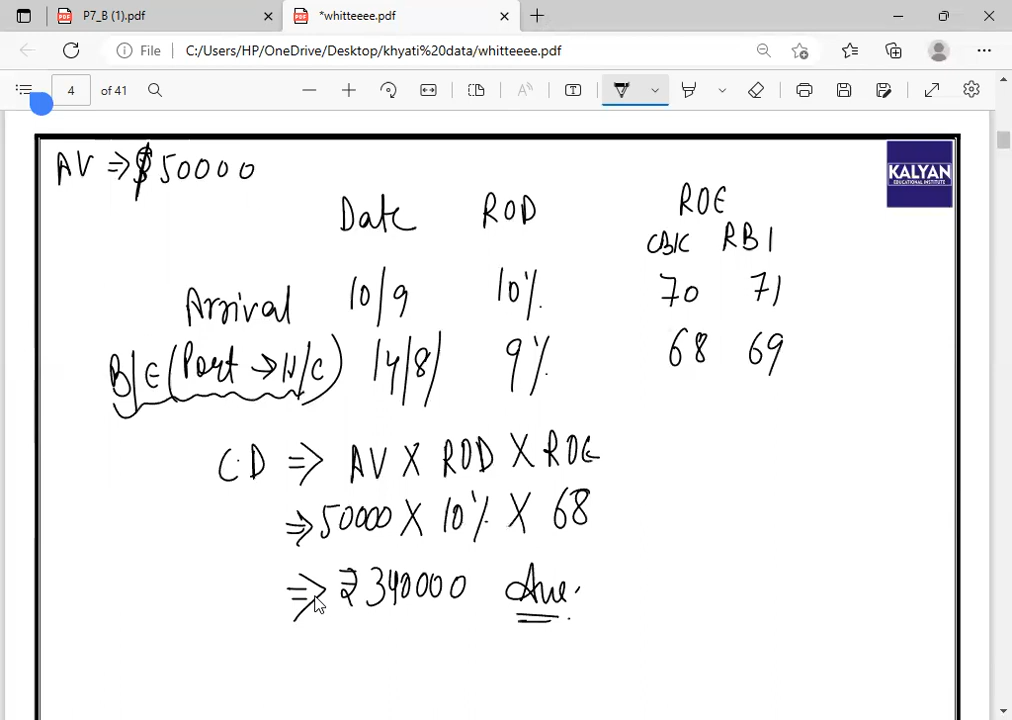 P7_B (1).pdf
*whitteeee.pdf
File C:/Users/HP/OneDrive/Desktop/khyati%20data/whitteeee.pdf
4 of 41
KALYAN
EDUCATIONAL INSTITUTE
AV ⇒ $50000
Date ROD ROE
CBIC RBI
Arrival 10/9 10% 70 71
B/E (Port → H/C) 14/8/ 9% 68 69
C.D ⇒ AV X ROD X ROE
⇒ 50000 X 10% X 68
⇒ ₹ 340000 Ans.